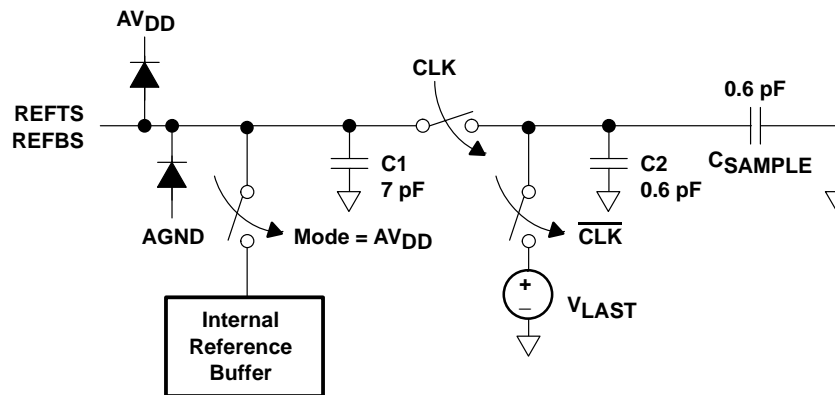 AVDD
CLK
0.6 pF
REFTS
REFBS
C1
7 pF
C2
0.6 pF
CSAMPLE
AGND
Mode = AVDD
CLK
+
−
VLAST
Internal
Reference
Buffer